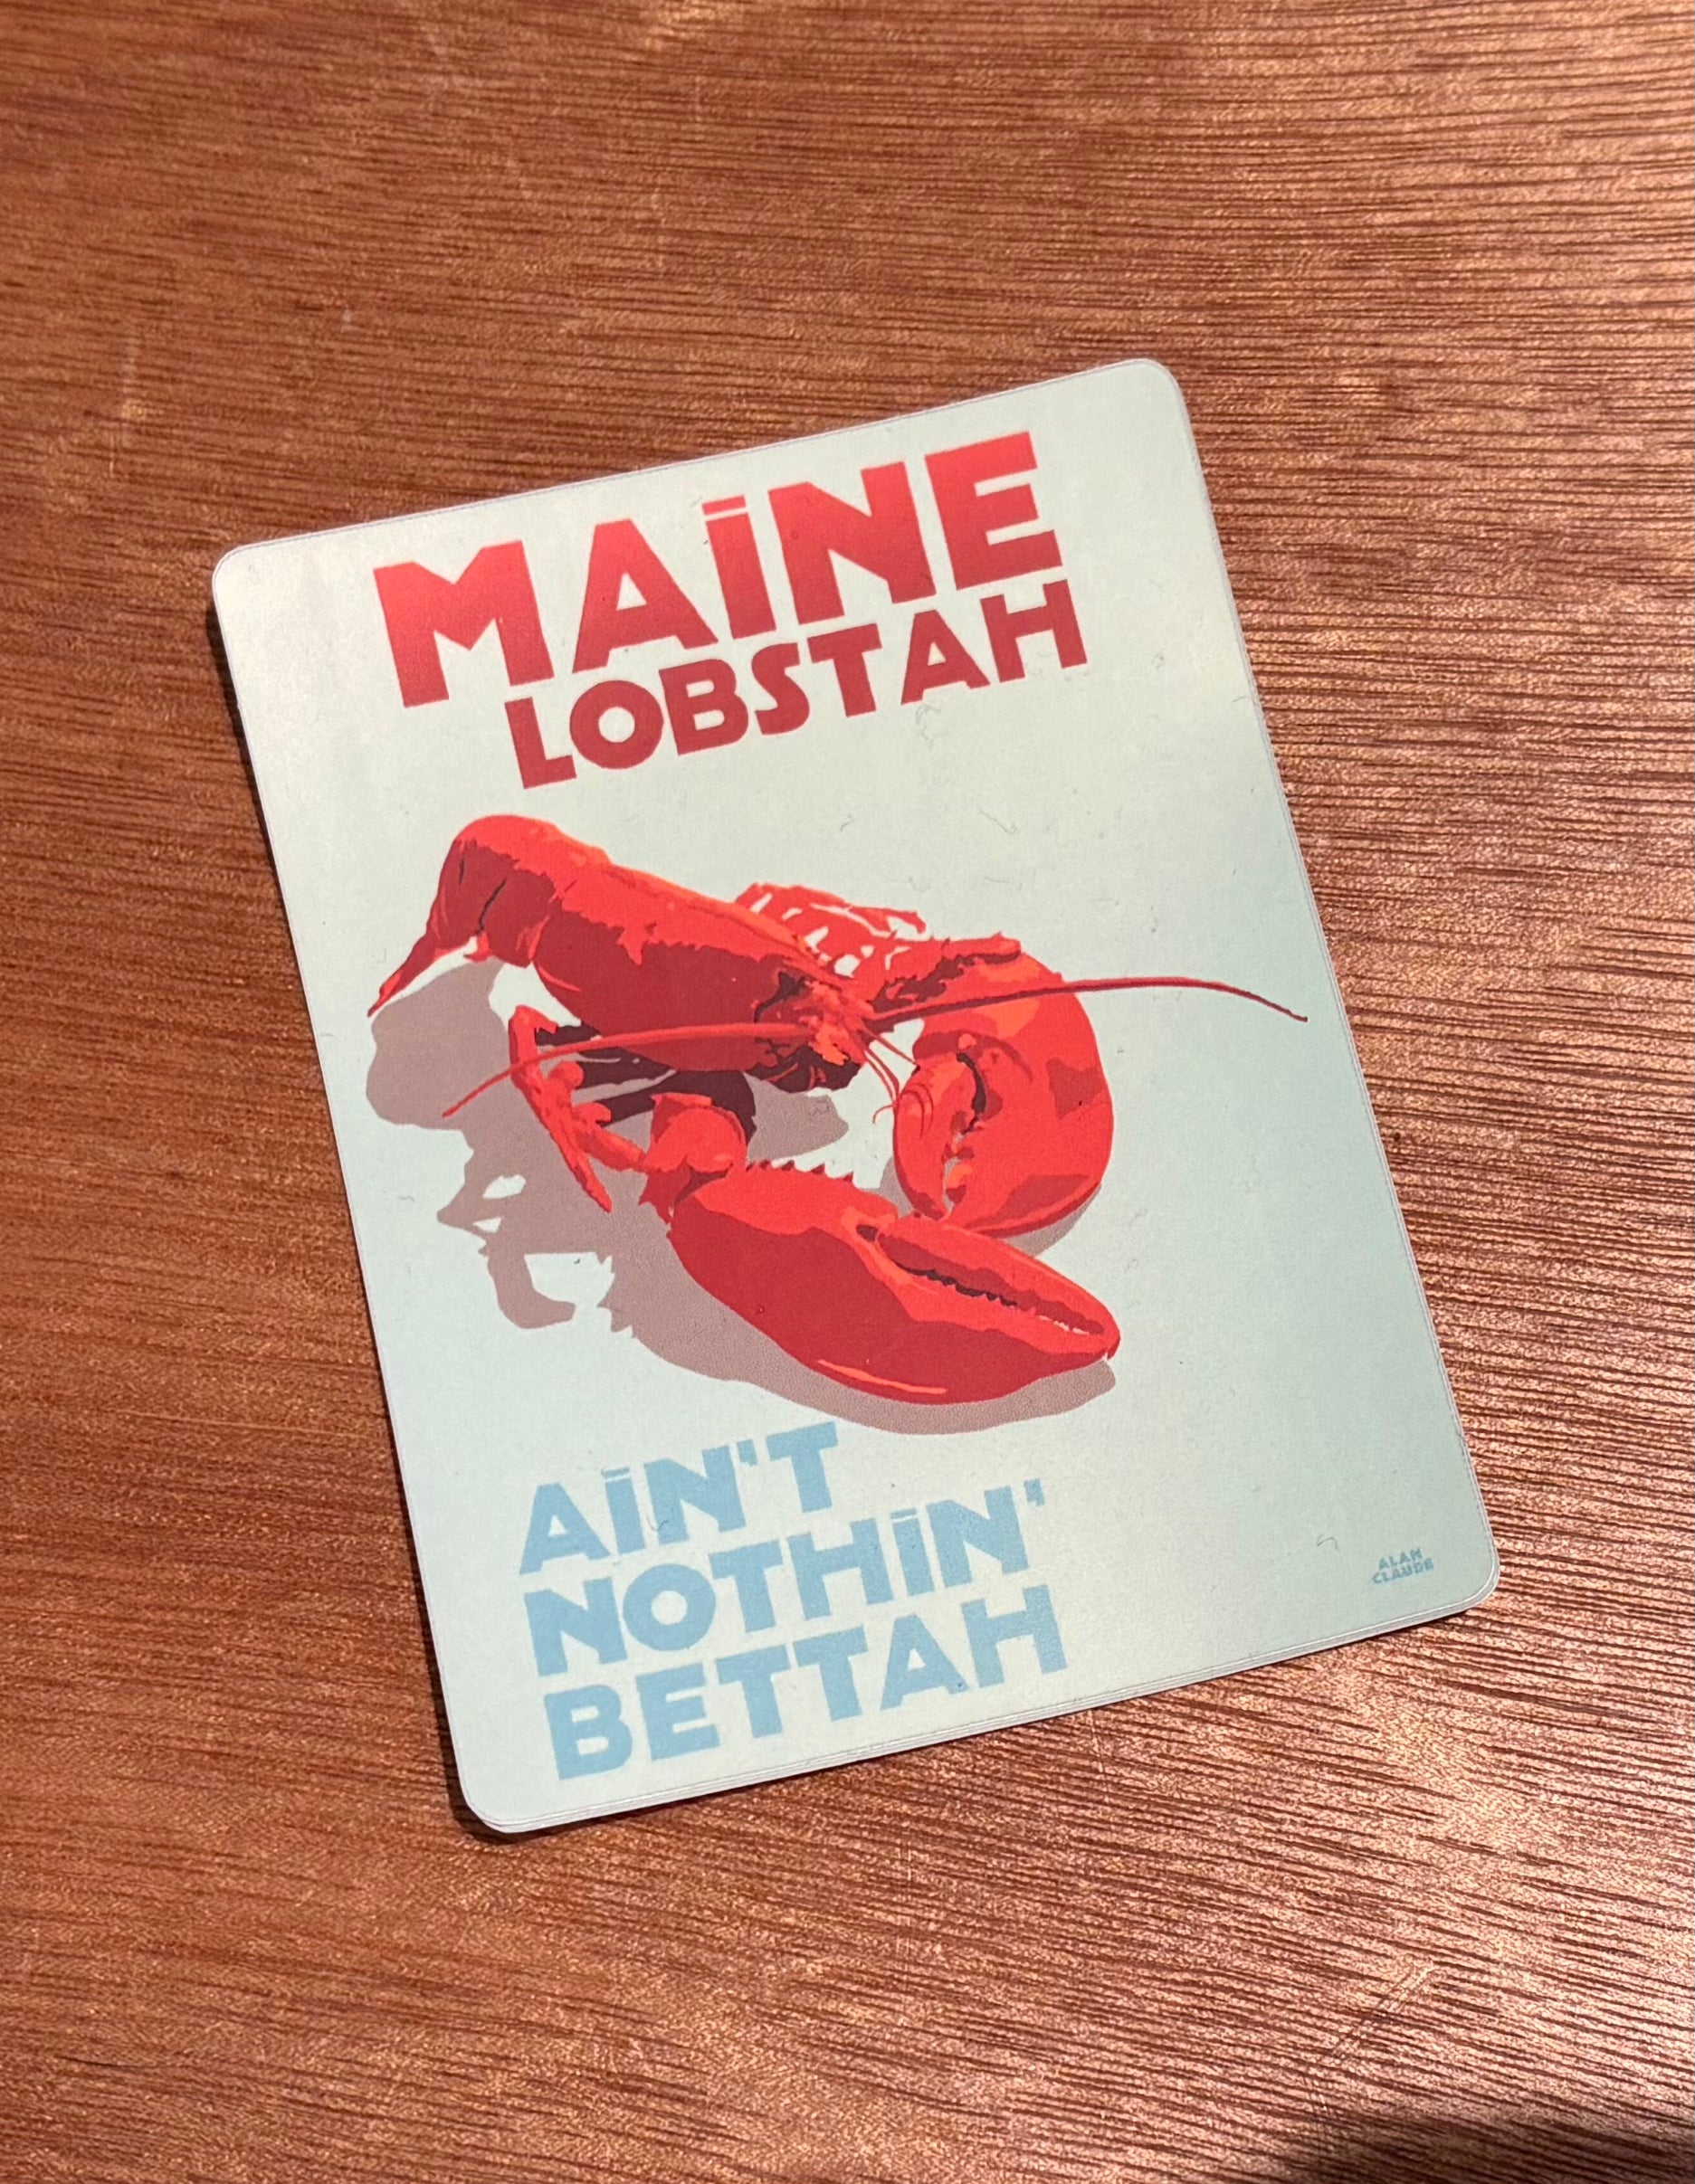 MAINE
LOBSTAH
AIN'T
NOTHIN'
BETTAH
ALAN
CLAUDE